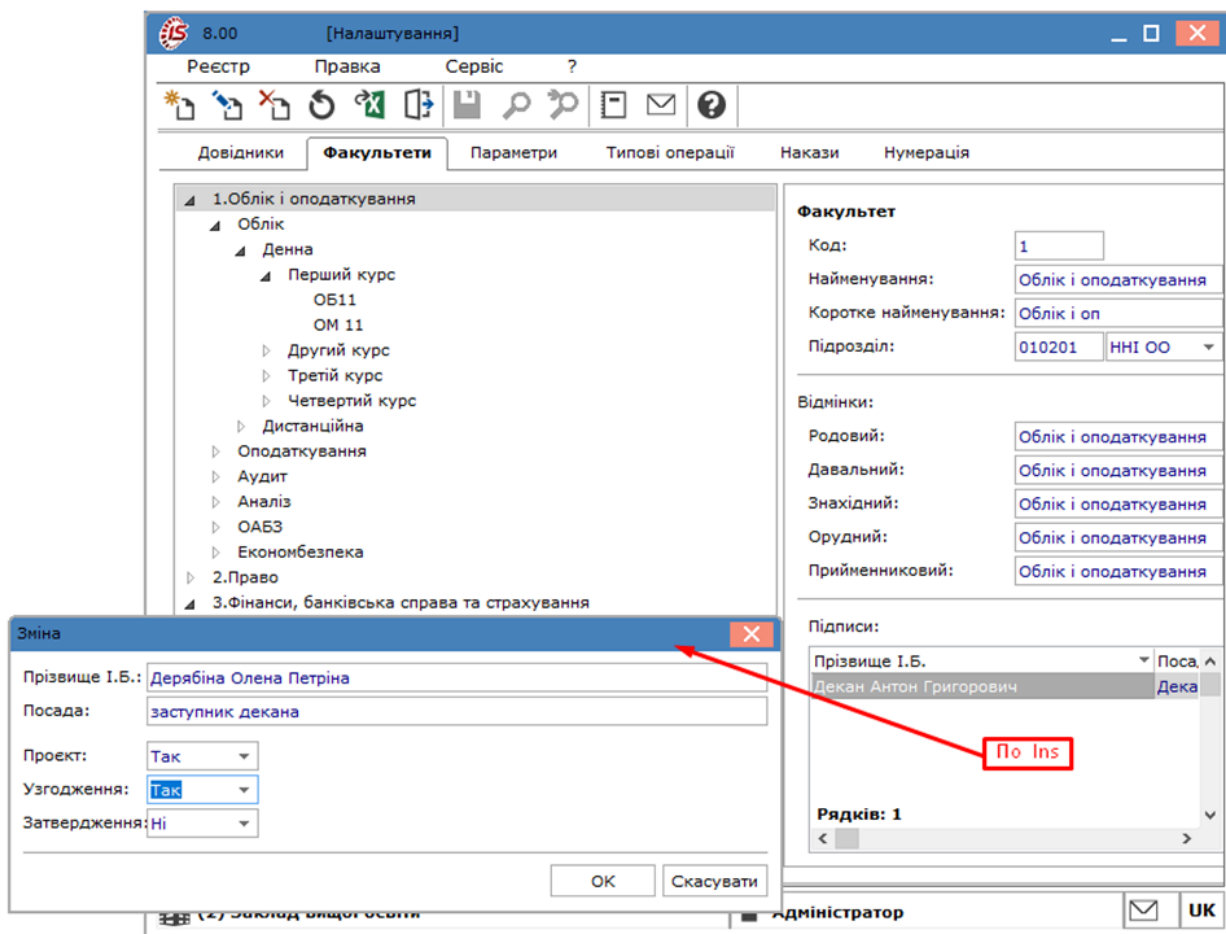 iS 8.00 [Налаштування]
Реєстр Правка Сервіс ?
Довідники Факультети Параметри Типові операції Накази Нумерація
1.Облік і оподаткування
Облік
Денна
Перший курс
ОБ11
ОМ 11
Другий курс
Третій курс
Четвертий курс
Дистанційна
Оподаткування
Аудит
Аналіз
ОАБЗ
Економбезпека
2.Право
3.Фінанси, банківська справа та страхування
Факультет
Код: 1
Найменування: Облік і оподаткування
Коротке найменування: Облік і оп
Підрозділ: 010201 ННІ ОО
Відмінки:
Родовий: Облік і оподаткування
Давальний: Облік і оподаткування
Знахідний: Облік і оподаткування
Орудний: Облік і оподаткування
Прийменниковий: Облік і оподаткування
Підписи:
Прізвище І.Б. Поса
Декан Антон Григорович Дека
По Ins
Рядків: 1
Зміна
Прізвище І.Б.: Дерябіна Олена Петріна
Посада: заступник декана
Проєкт: Так
Узгодження: Так
Затвердження: Ні
OK Скасувати
(2) Заклад вищої освіти Адміністратор UK